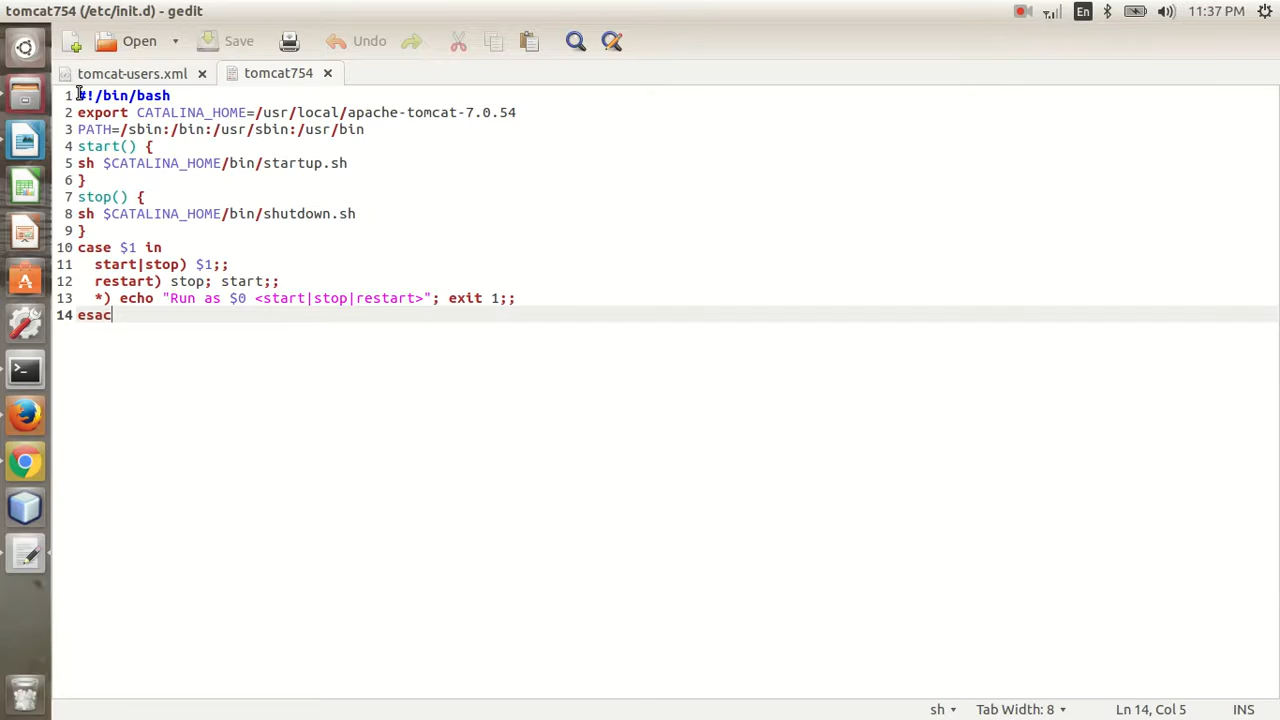 tomcat754 (/etc/init.d) - gedit
En
11:37 PM
Open
Save
Undo
tomcat-users.xml
tomcat754
1 #!/bin/bash
2 export CATALINA_HOME=/usr/local/apache-tomcat-7.0.54
3 PATH=/sbin:/bin:/usr/sbin:/usr/bin
4 start() {
5 sh $CATALINA_HOME/bin/startup.sh
6 }
7 stop() {
8 sh $CATALINA_HOME/bin/shutdown.sh
9 }
10 case $1 in
11   start|stop) $1;;
12   restart) stop; start;;
13   *) echo "Run as $0 <start|stop|restart>"; exit 1;;
14 esac
sh
Tab Width: 8
Ln 14, Col 5
INS